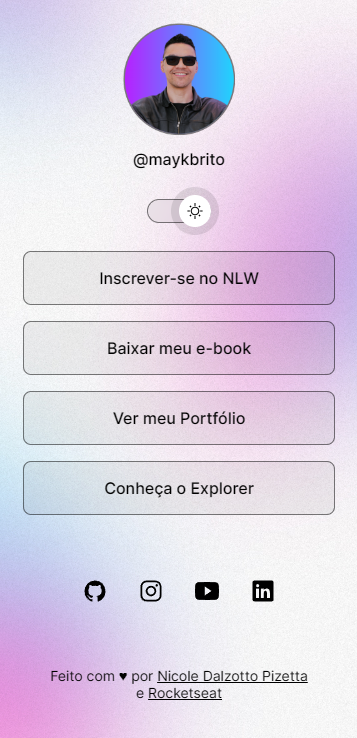 @maykbrito
Inscrever-se no NLW
Baixar meu e-book
Ver meu Portfólio
Conheça o Explorer
Feito com ♥ por Nicole Dalzotto Pizetta
e Rocketseat